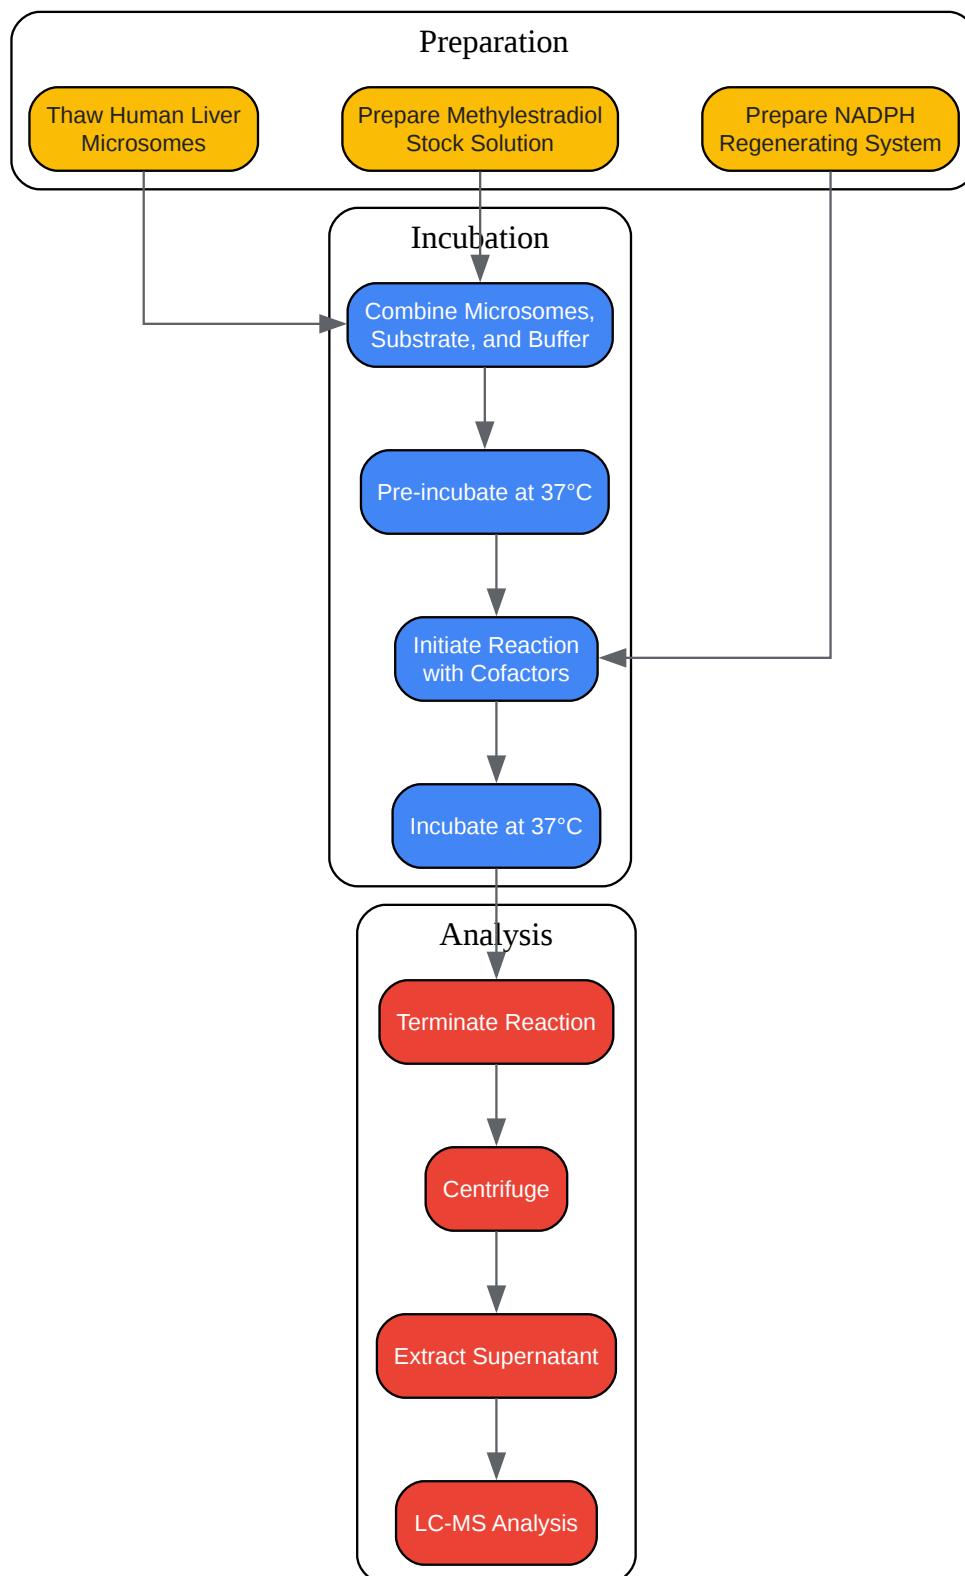 Preparation
Thaw Human Liver
Microsomes
Prepare Methylestradiol
Stock Solution
Prepare NADPH
Regenerating System
Incubation
Combine Microsomes,
Substrate, and Buffer
Pre-incubate at 37°C
Initiate Reaction
with Cofactors
Incubate at 37°C
Analysis
Terminate Reaction
Centrifuge
Extract Supernatant
LC-MS Analysis